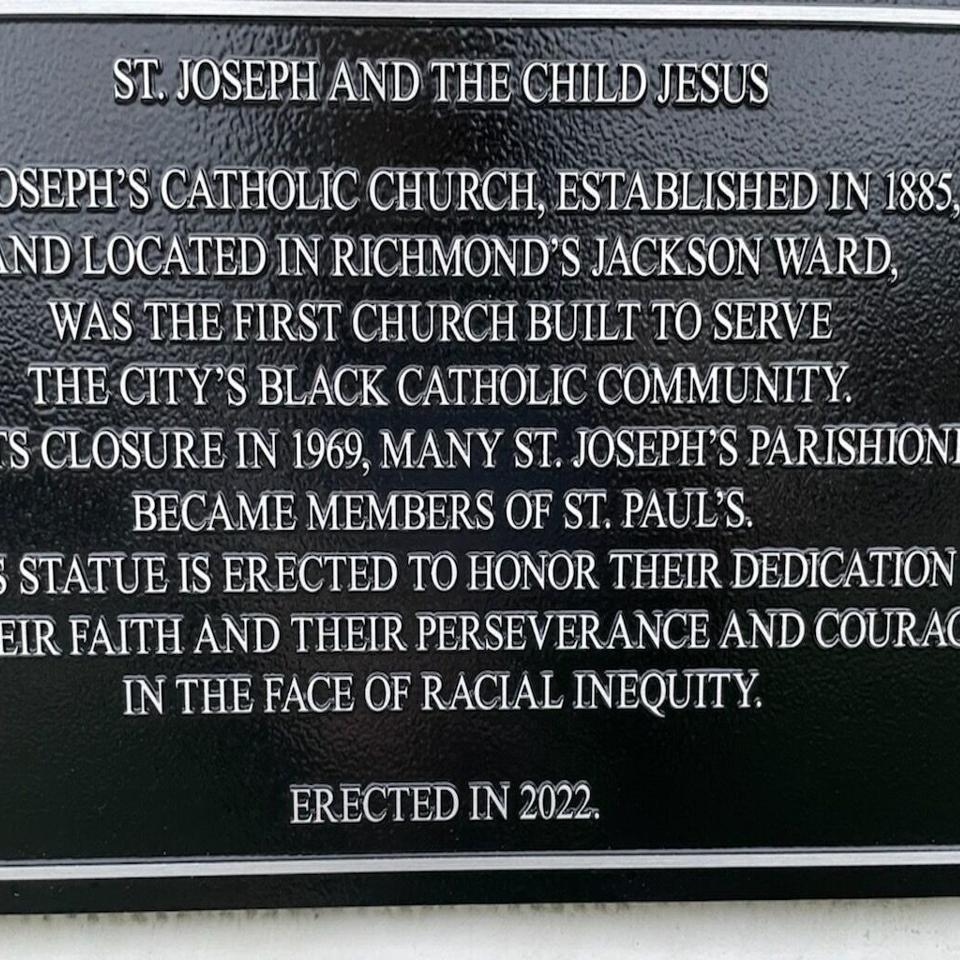 ST. JOSEPH AND THE CHILD JESUS
OSEPH'S CATHOLIC CHURCH, ESTABLISHED IN 1885,
AND LOCATED IN RICHMOND'S JACKSON WARD,
WAS THE FIRST CHURCH BUILT TO SERVE
THE CITY'S BLACK CATHOLIC COMMUNITY.
TS CLOSURE IN 1969, MANY ST. JOSEPH'S PARISHION
BECAME MEMBERS OF ST. PAUL'S.
S STATUE IS ERECTED TO HONOR THEIR DEDICATION
EIR FAITH AND THEIR PERSEVERANCE AND COURAG
IN THE FACE OF RACIAL INEQUITY.
ERECTED IN 2022.